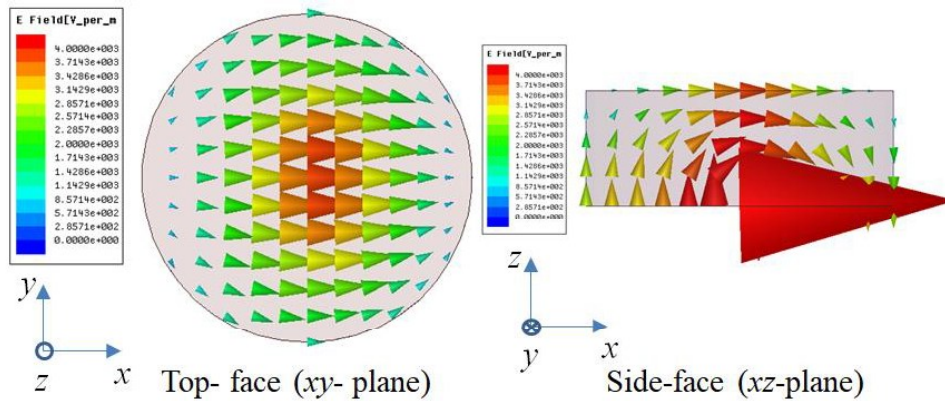 E Field[V_per_m
4.0000e+003
3.7143e+003
3.4286e+003
3.1429e+003
2.8571e+003
2.5714e+003
2.2857e+003
2.0000e+003
1.7143e+003
1.4286e+003
1.1429e+003
8.5714e+002
5.7143e+002
2.8571e+002
0.0000e+000
y
z
x
Top- face (xy- plane)
E Field[V_per_m
4.0000e+003
3.7143e+003
3.4286e+003
3.1429e+003
2.8571e+003
2.5714e+003
2.2857e+003
2.0000e+003
1.7143e+003
1.4286e+003
1.1429e+003
8.5714e+002
5.7143e+002
2.8571e+002
0.0000e+000
z
y
x
Side-face (xz-plane)